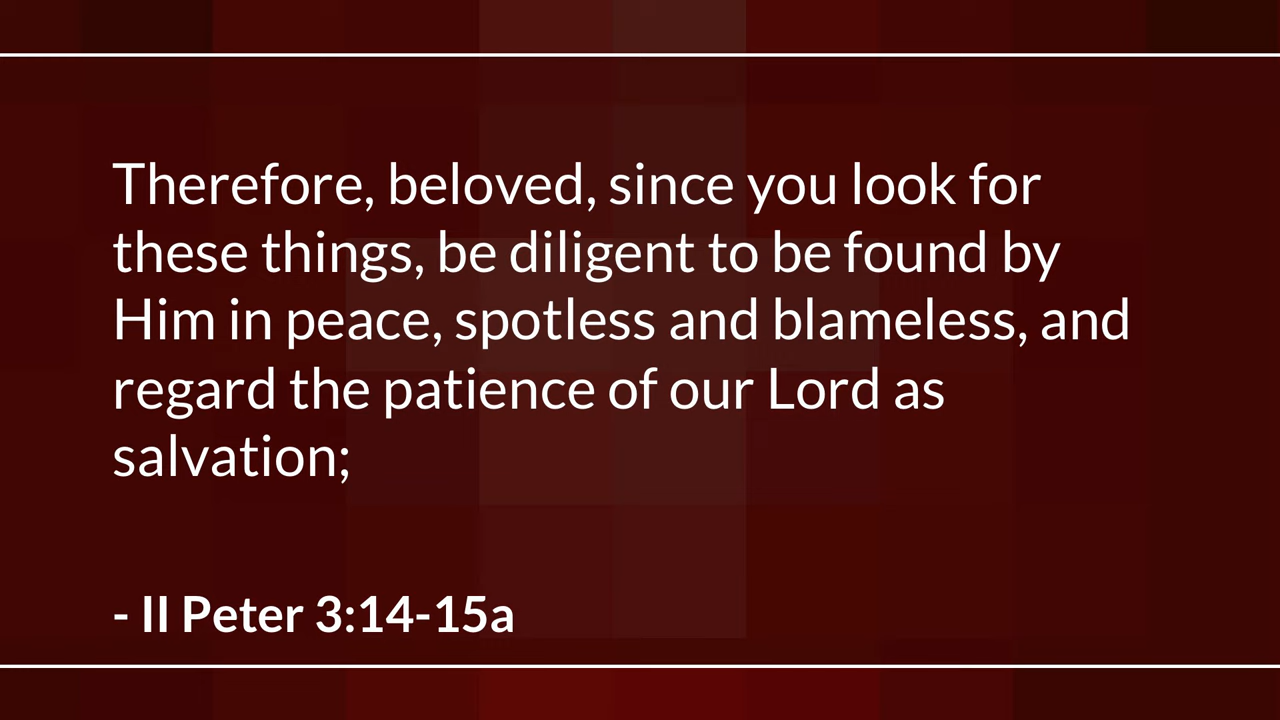 Therefore, beloved, since you look for
these things, be diligent to be found by
Him in peace, spotless and blameless, and
regard the patience of our Lord as
salvation;
- II Peter 3:14-15a